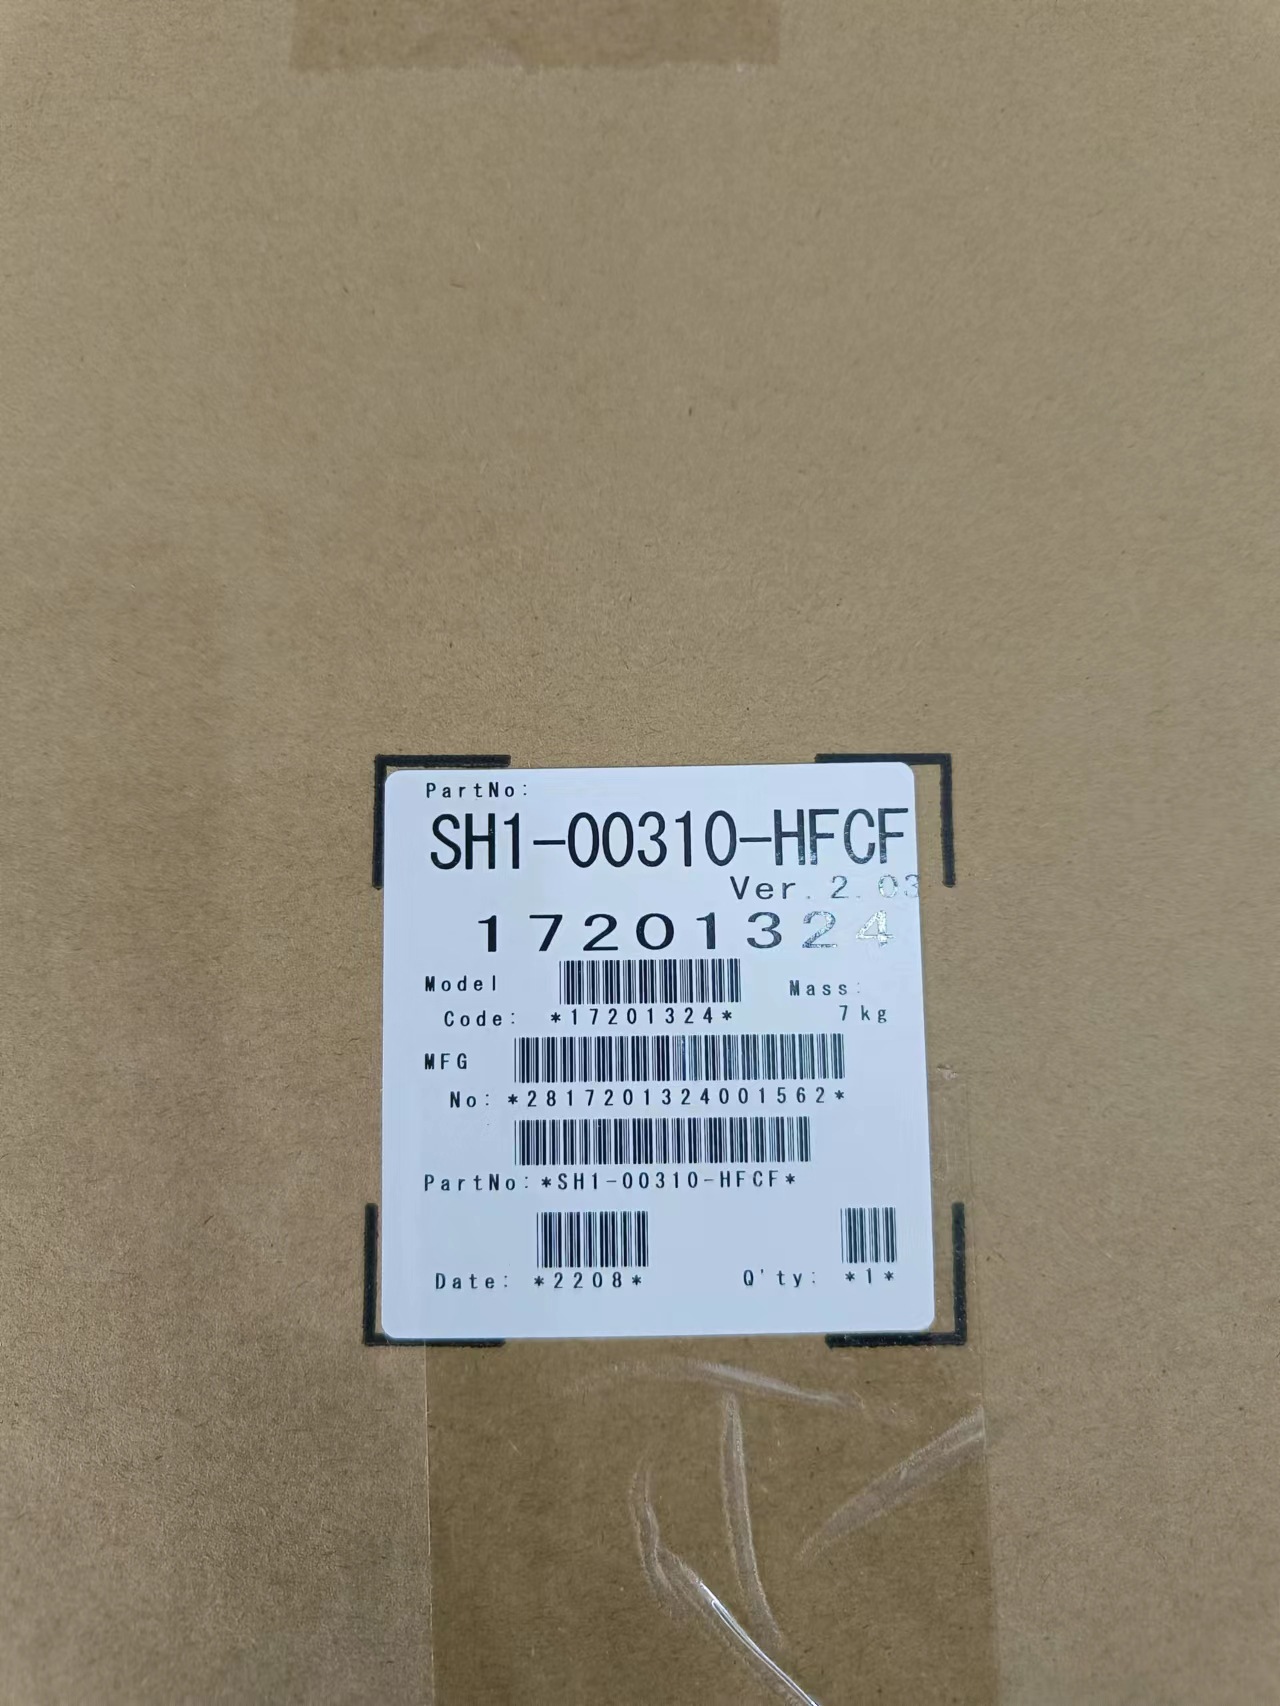 PartNo:
SH1-00310-HFCF
Ver. 2.03
17201324
Model
Code: *17201324*
Mass:
7kg
MFG
No: *2817201324001562*
PartNo: *SH1-00310-HFCF*
Date: *2208* Q'ty: *1*